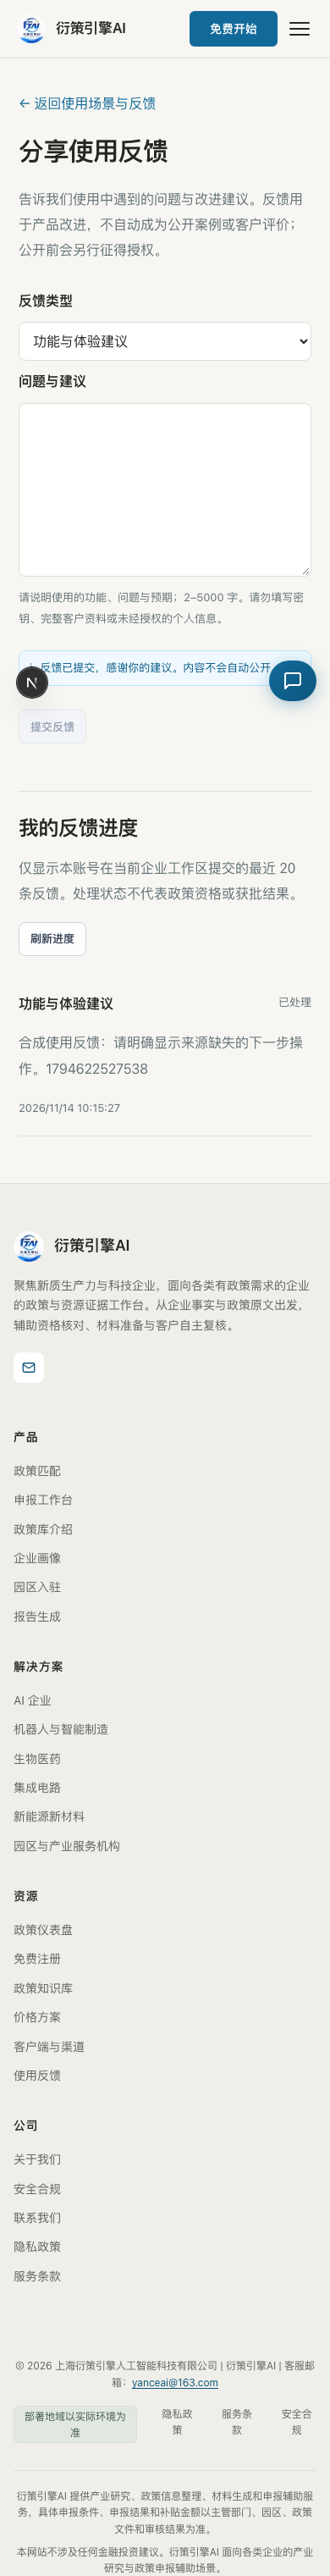 衍策引擎AI
免费开始
← 返回使用场景与反馈
分享使用反馈
告诉我们使用中遇到的问题与改进建议。反馈用
于产品改进，不自动成为公开案例或客户评价；
公开前会另行征得授权。
反馈类型
功能与体验建议
问题与建议
请说明使用的功能、问题与预期；2–5000 字。请勿填写密
钥、完整客户资料或未经授权的个人信息。
反馈已提交，感谢你的建议。内容不会自动公开
N
提交反馈
我的反馈进度
仅显示本账号在当前企业工作区提交的最近 20
条反馈。处理状态不代表政策资格或获批结果。
刷新进度
功能与体验建议
已处理
合成使用反馈：请明确显示来源缺失的下一步操
作。1794622527538
2026/11/14 10:15:27
衍策引擎AI
聚焦新质生产力与科技企业，面向各类有政策需求的企业
的政策与资源证据工作台。从企业事实与政策原文出发，
辅助资格核对、材料准备与客户自主复核。
产品
政策匹配
申报工作台
政策库介绍
企业画像
园区入驻
报告生成
解决方案
AI 企业
机器人与智能制造
生物医药
集成电路
新能源新材料
园区与产业服务机构
资源
政策仪表盘
免费注册
政策知识库
价格方案
客户端与渠道
使用反馈
公司
关于我们
安全合规
联系我们
隐私政策
服务条款
© 2026 上海衍策引擎人工智能科技有限公司 | 衍策引擎AI | 客服邮
箱：yanceai@163.com
部署地域以实际环境为
准
隐私政
策
服务条
款
安全合
规
衍策引擎AI 提供产业研究、政策信息整理、材料生成和申报辅助服
务，具体申报条件、申报结果和补贴金额以主管部门、园区、政策
文件和审核结果为准。
本网站不涉及任何金融投资建议。衍策引擎AI 面向各类企业的产业
研究与政策申报辅助场景。